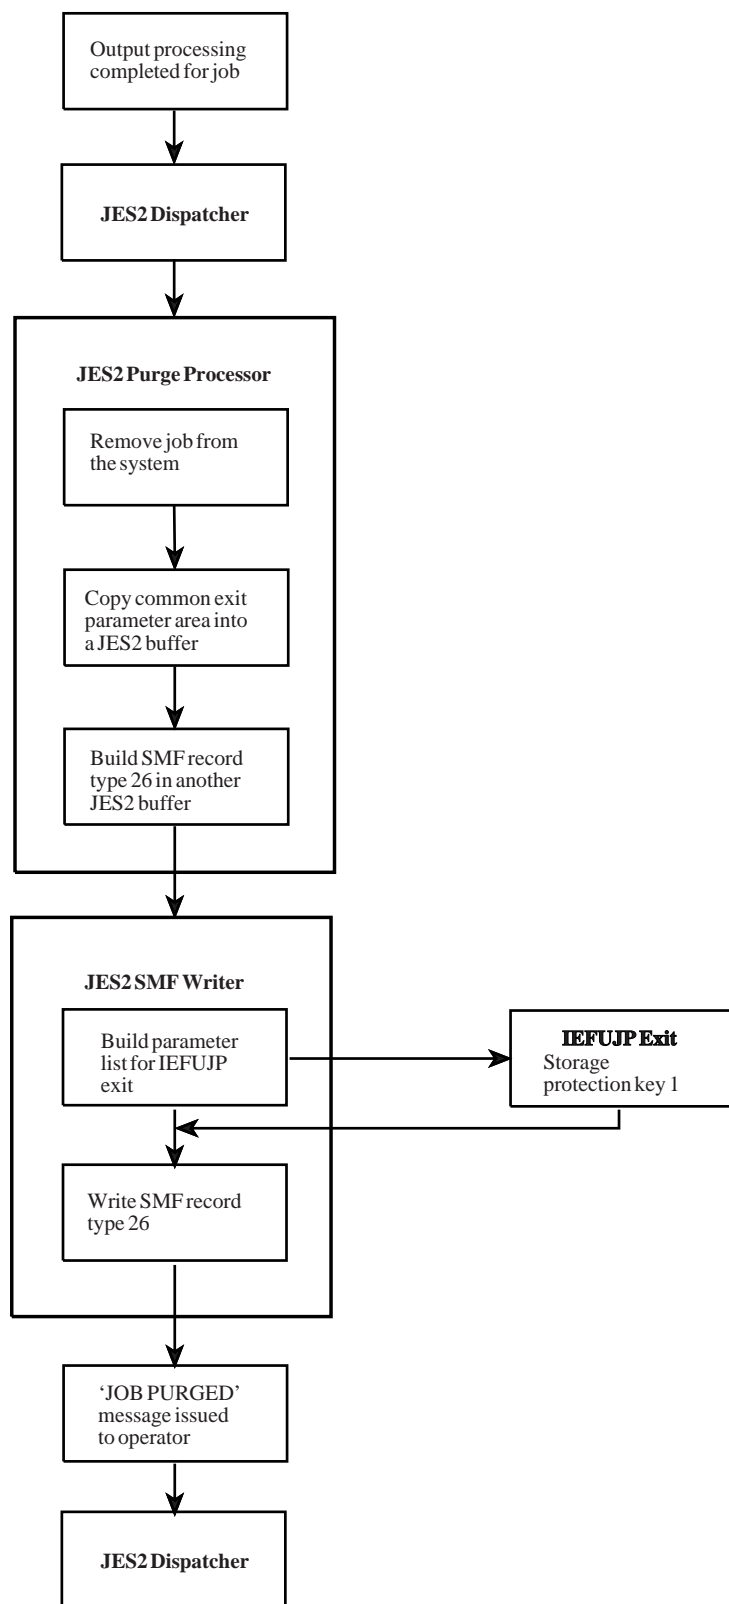 Output processing
completed for job
JES2 Dispatcher
JES2 Purge Processor
Remove job from
the system
Copy common exit
parameter area into
a JES2 buffer
Build SMF record
type 26 in another
JES2 buffer
JES2 SMF Writer
Build parameter
list for IEFUJP
exit
IEFUJP Exit
Storage
protection key 1
Write SMF record
type 26
‘JOB PURGED’
message issued
to operator
JES2 Dispatcher